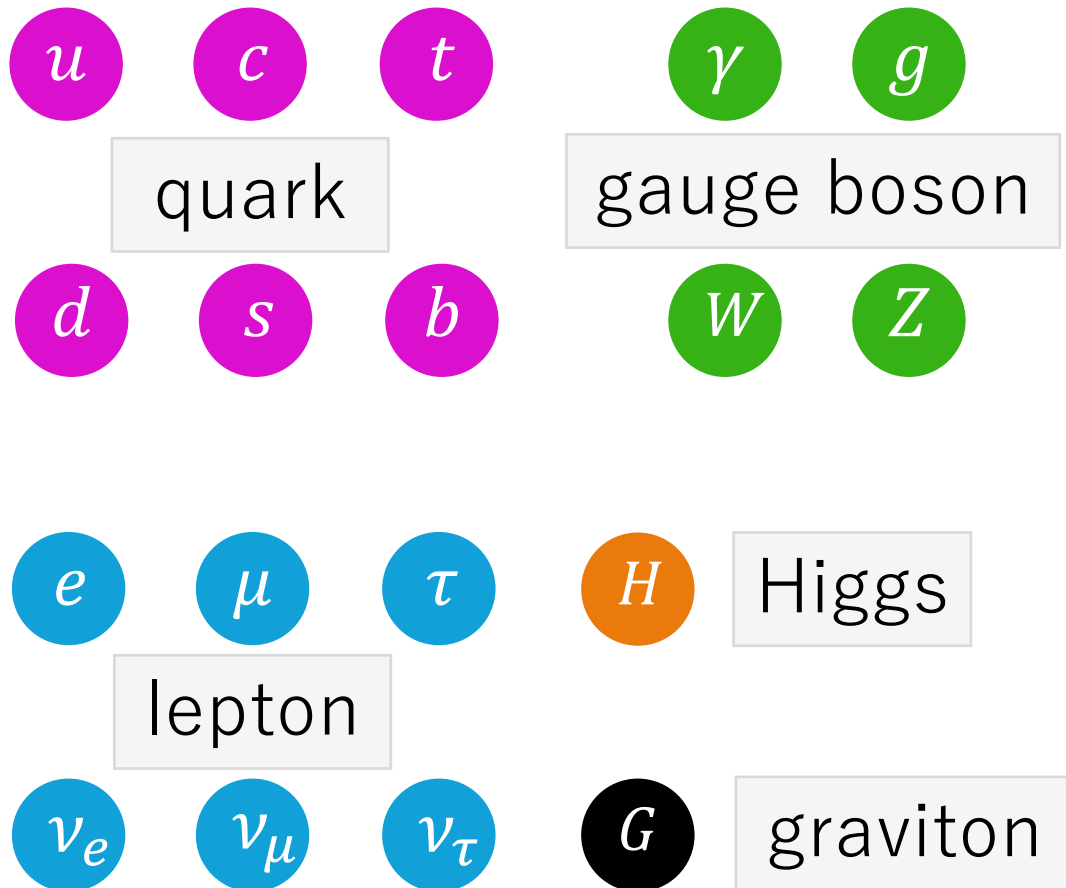 u c t γ g
quark gauge boson
d s b W Z
e μ τ H Higgs
lepton
νe νμ ντ G graviton